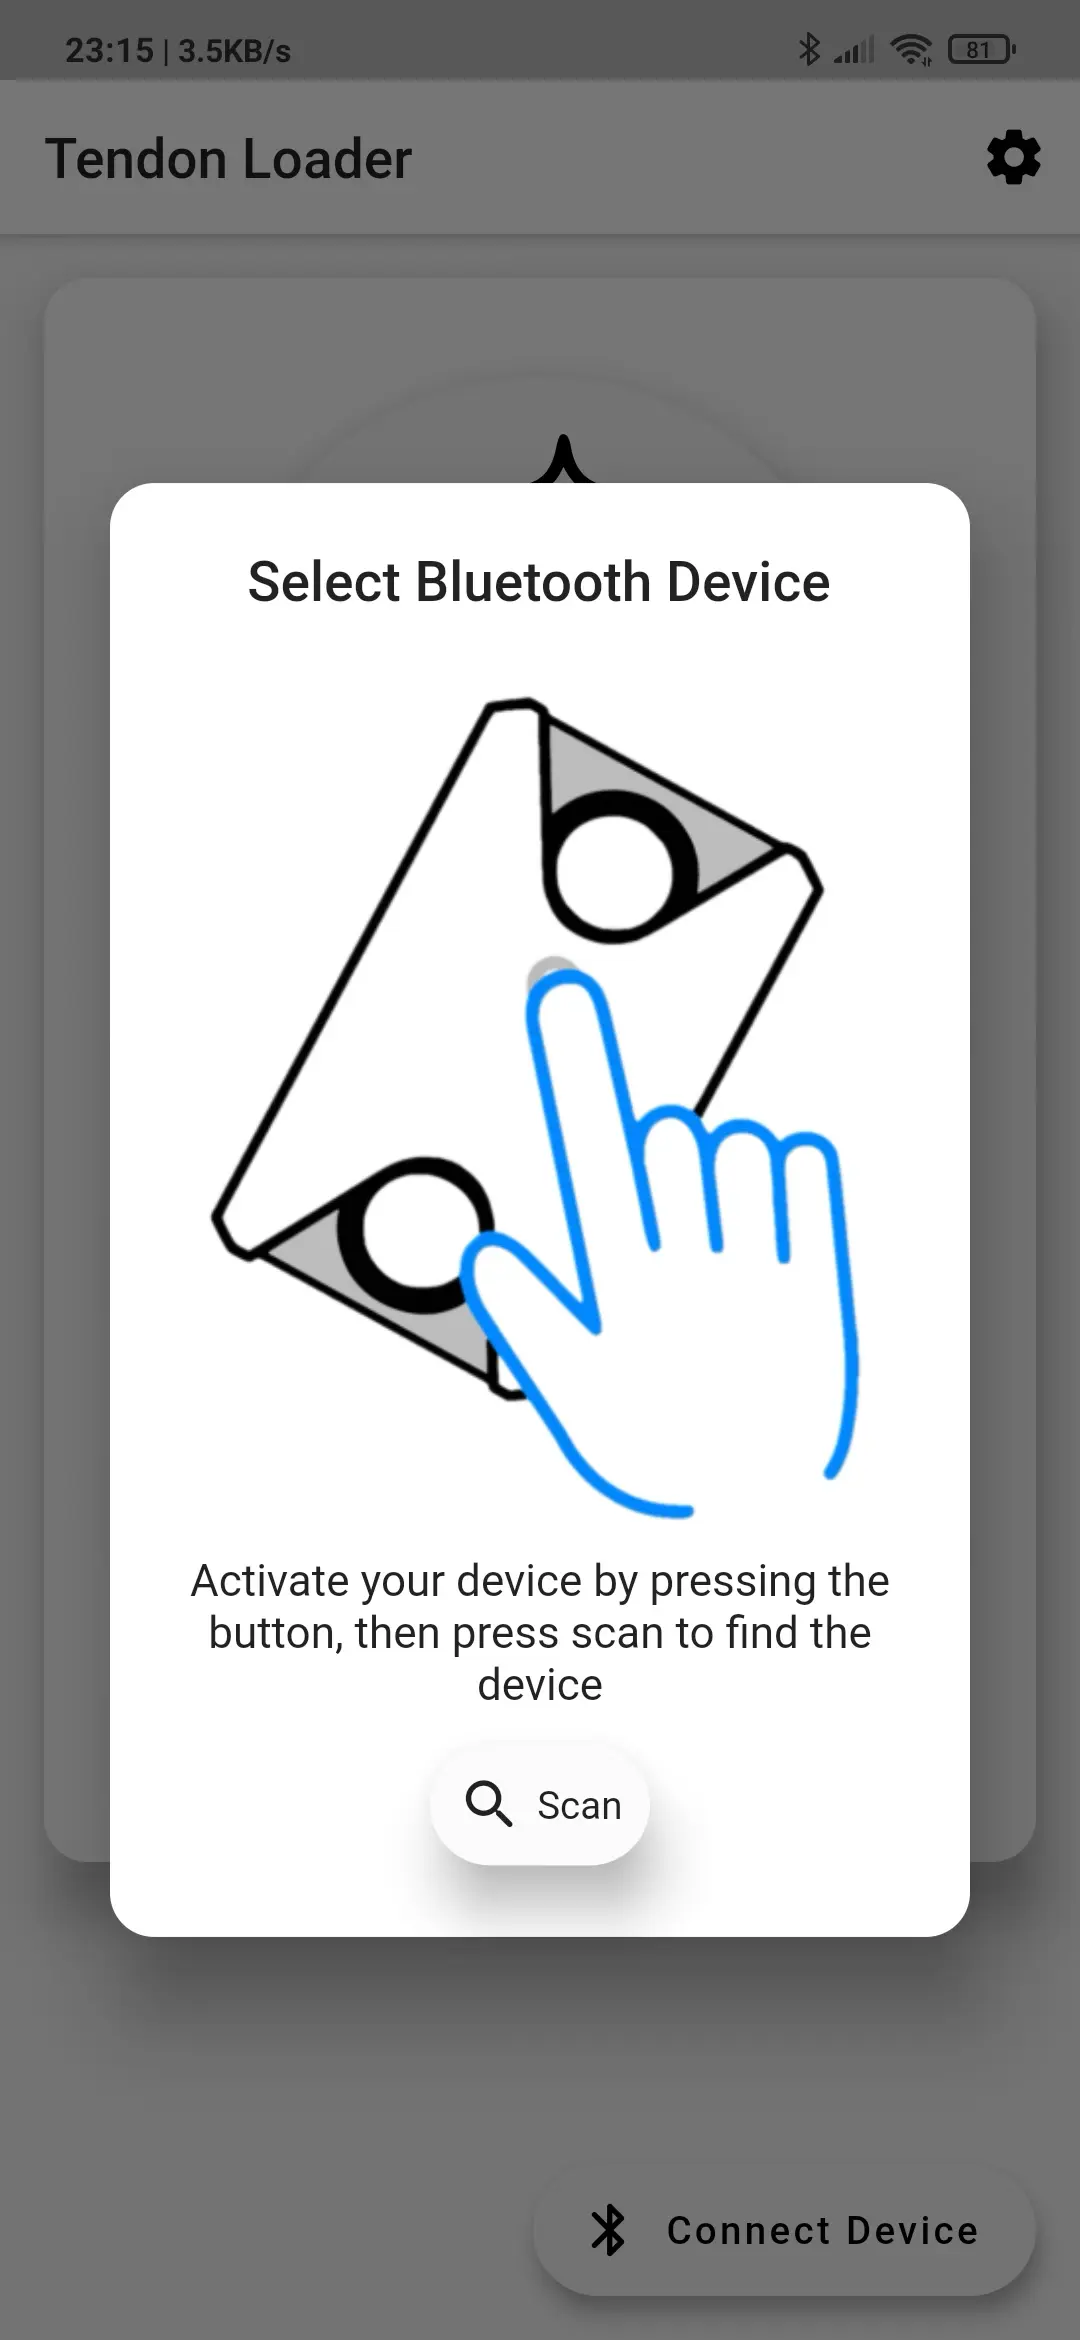 23:15 | 3.5KB/s
81
Tendon Loader
Select Bluetooth Device
Activate your device by pressing the
button, then press scan to find the
device
Scan
Connect Device